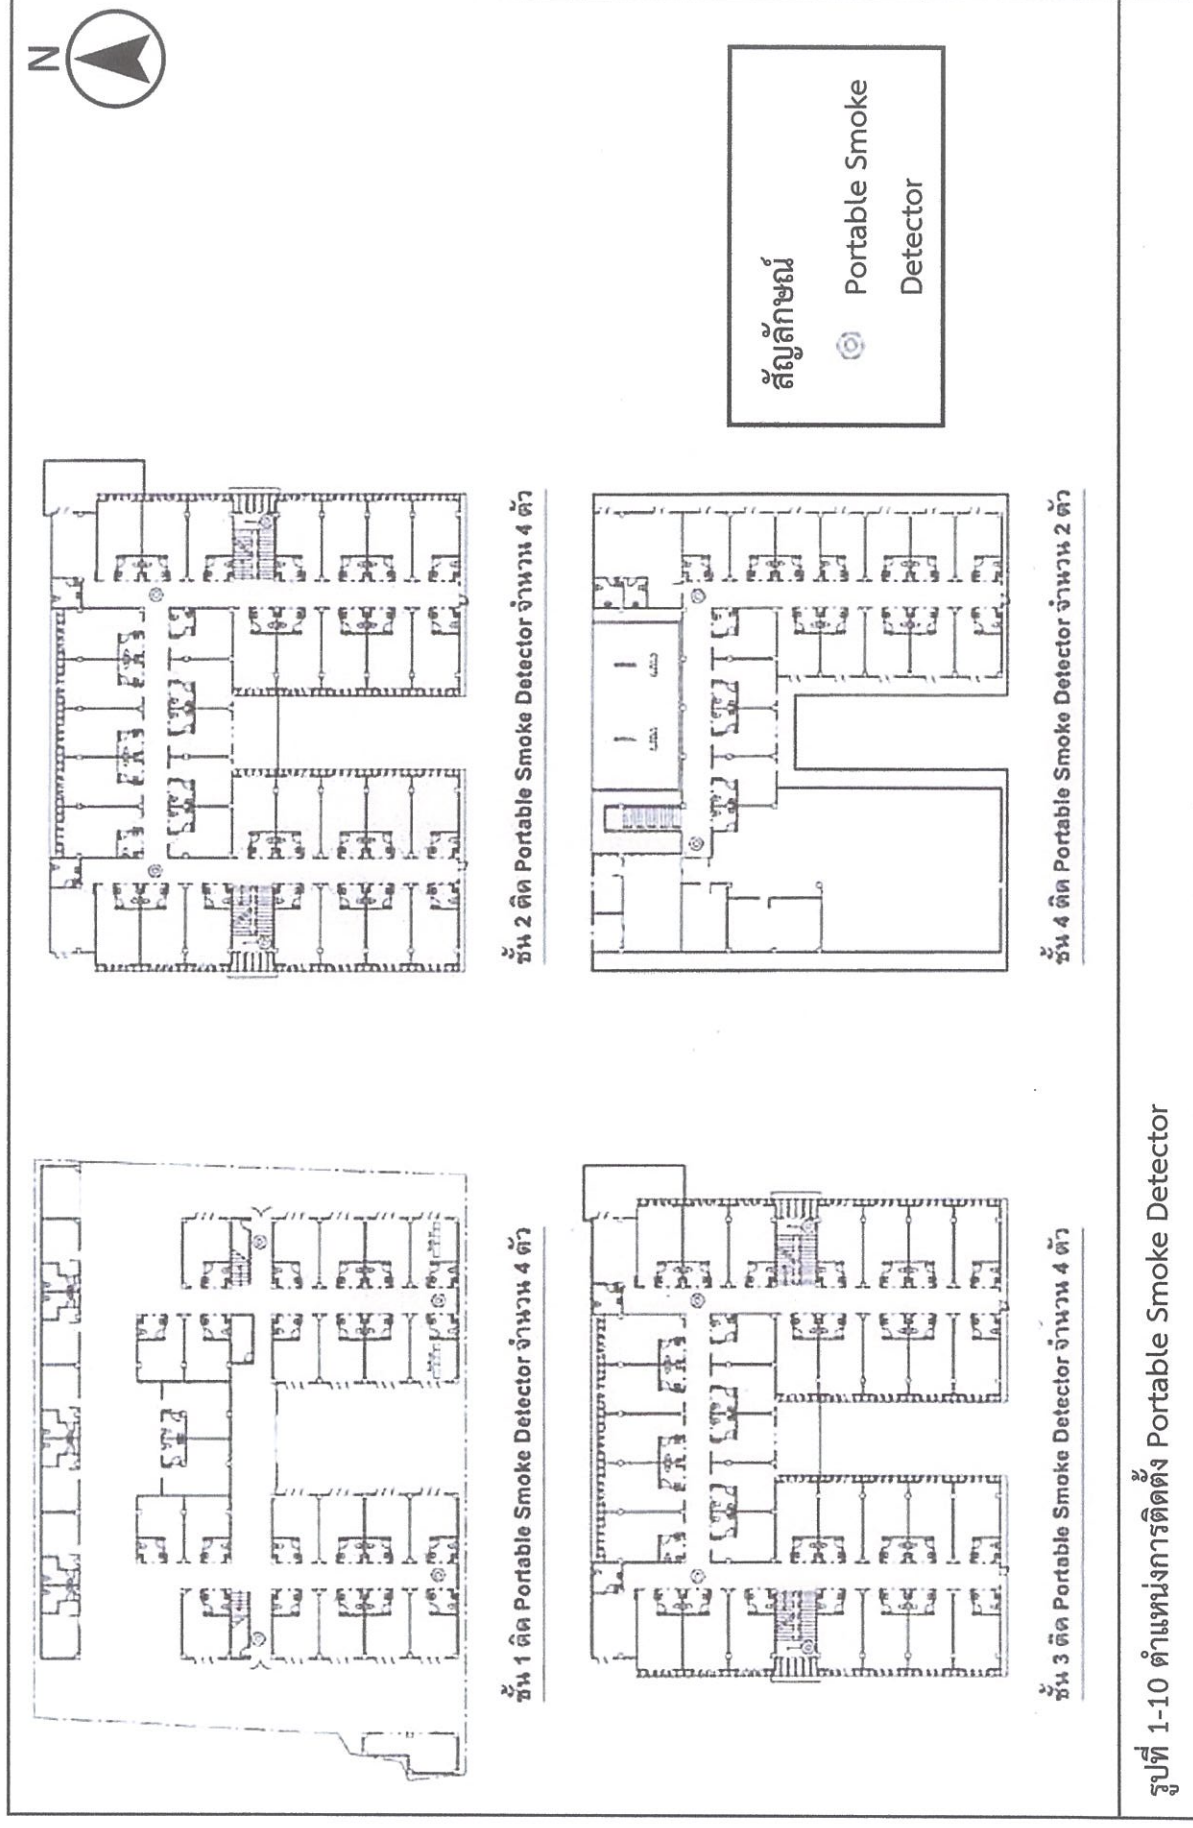 N
ชั้น 1 ติด Portable Smoke Detector จำนวน 4 ตัว
ชั้น 2 ติด Portable Smoke Detector จำนวน 4 ตัว
ชั้น 3 ติด Portable Smoke Detector จำนวน 4 ตัว
ชั้น 4 ติด Portable Smoke Detector จำนวน 2 ตัว
สัญลักษณ์
Portable Smoke
Detector
รูปที่ 1-10 ตำแหน่งการติดตั้ง Portable Smoke Detector